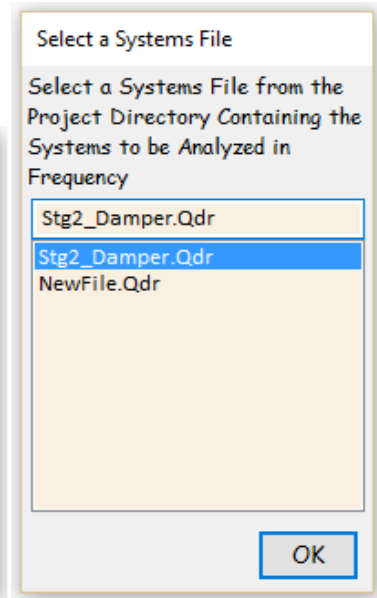 Select a Systems File
Select a Systems File from the
Project Directory Containing the
Systems to be Analyzed in
Frequency
Stg2_Damper.Qdr
Stg2_Damper.Qdr
NewFile.Qdr
OK